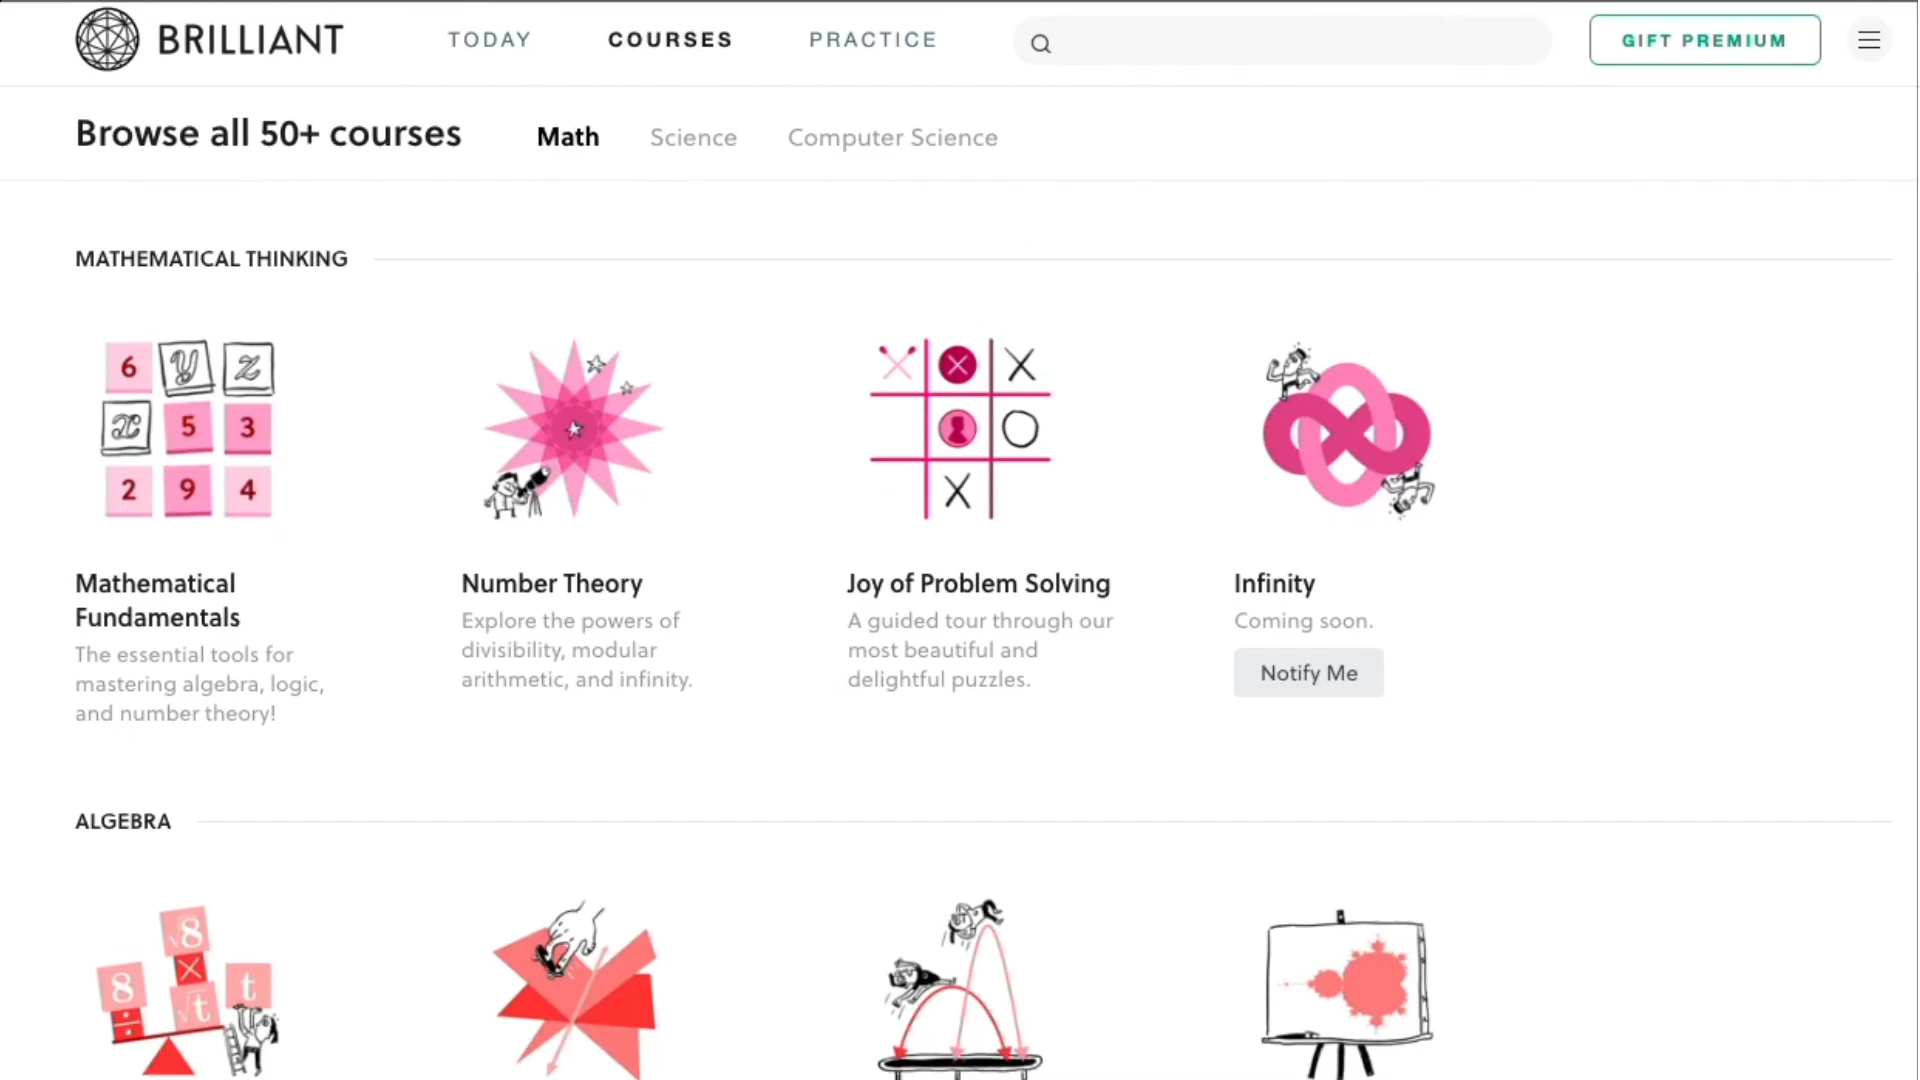 BRILLIANT
TODAY
COURSES
PRACTICE
GIFT PREMIUM
Browse all 50+ courses
Math
Science
Computer Science
MATHEMATICAL THINKING
6 y z
x 5 3
2 9 4
Mathematical
Fundamentals
The essential tools for
mastering algebra, logic,
and number theory!
Number Theory
Explore the powers of
divisibility, modular
arithmetic, and infinity.
X O
X
Joy of Problem Solving
A guided tour through our
most beautiful and
delightful puzzles.
Infinity
Coming soon.
Notify Me
ALGEBRA
√8
×
8 √t t
÷